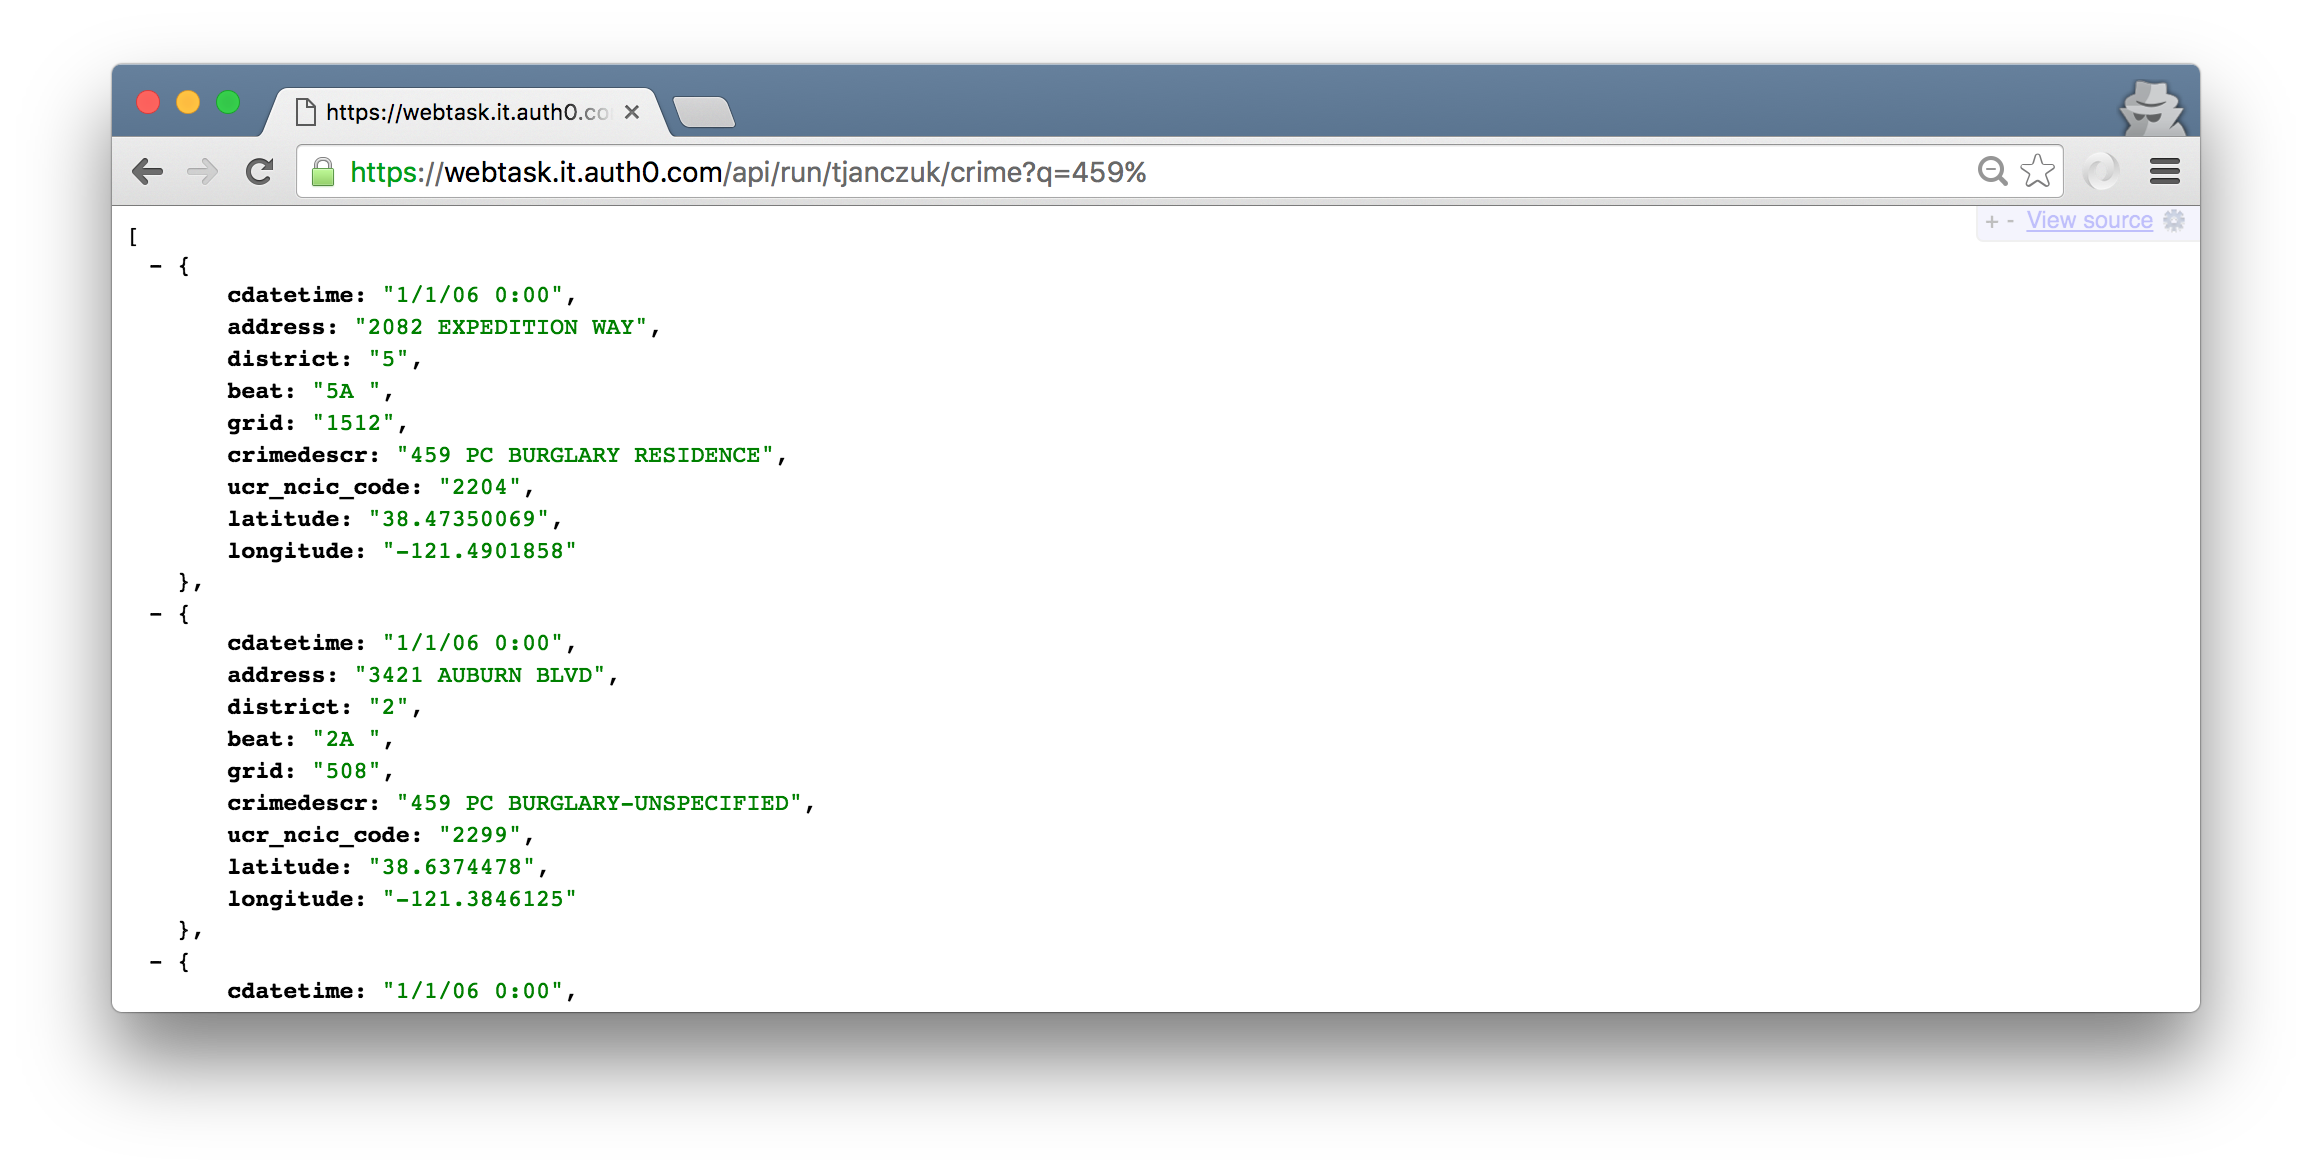 https://webtask.it.auth0.co
https://webtask.it.auth0.com/api/run/tjanczuk/crime?q=459%
+ - View source
[
- {
cdatetime: "1/1/06 0:00",
address: "2082 EXPEDITION WAY",
district: "5",
beat: "5A ",
grid: "1512",
crimedescr: "459 PC BURGLARY RESIDENCE",
ucr_ncic_code: "2204",
latitude: "38.47350069",
longitude: "-121.4901858"
},
- {
cdatetime: "1/1/06 0:00",
address: "3421 AUBURN BLVD",
district: "2",
beat: "2A ",
grid: "508",
crimedescr: "459 PC BURGLARY-UNSPECIFIED",
ucr_ncic_code: "2299",
latitude: "38.6374478",
longitude: "-121.3846125"
},
- {
cdatetime: "1/1/06 0:00",